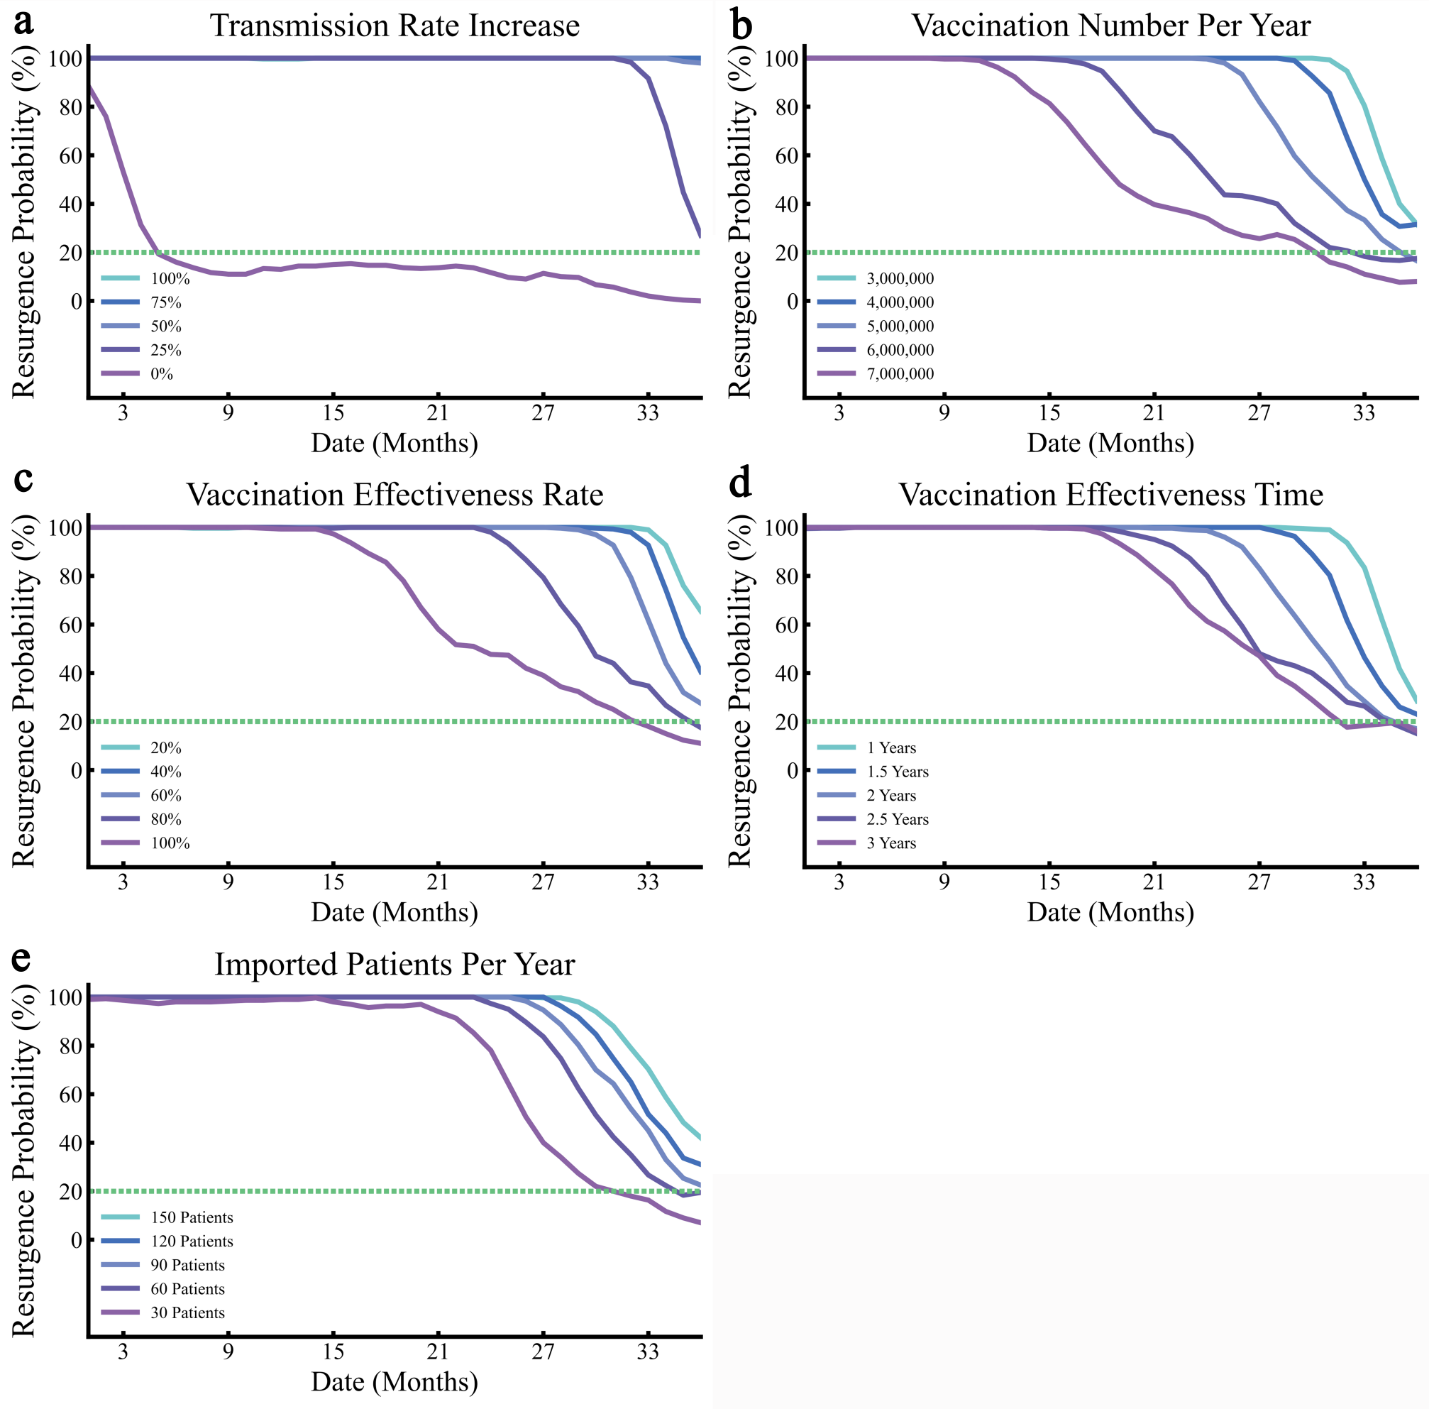 a
Transmission Rate Increase
Resurgence Probability (%)
100
80
60
40
20
0
100%
75%
50%
25%
0%
3 9 15 21 27 33
Date (Months)
b
Vaccination Number Per Year
Resurgence Probability (%)
100
80
60
40
20
0
3,000,000
4,000,000
5,000,000
6,000,000
7,000,000
3 9 15 21 27 33
Date (Months)
c
Vaccination Effectiveness Rate
Resurgence Probability (%)
100
80
60
40
20
0
20%
40%
60%
80%
100%
3 9 15 21 27 33
Date (Months)
d
Vaccination Effectiveness Time
Resurgence Probability (%)
100
80
60
40
20
0
1 Years
1.5 Years
2 Years
2.5 Years
3 Years
3 9 15 21 27 33
Date (Months)
e
Imported Patients Per Year
Resurgence Probability (%)
100
80
60
40
20
0
150 Patients
120 Patients
90 Patients
60 Patients
30 Patients
3 9 15 21 27 33
Date (Months)